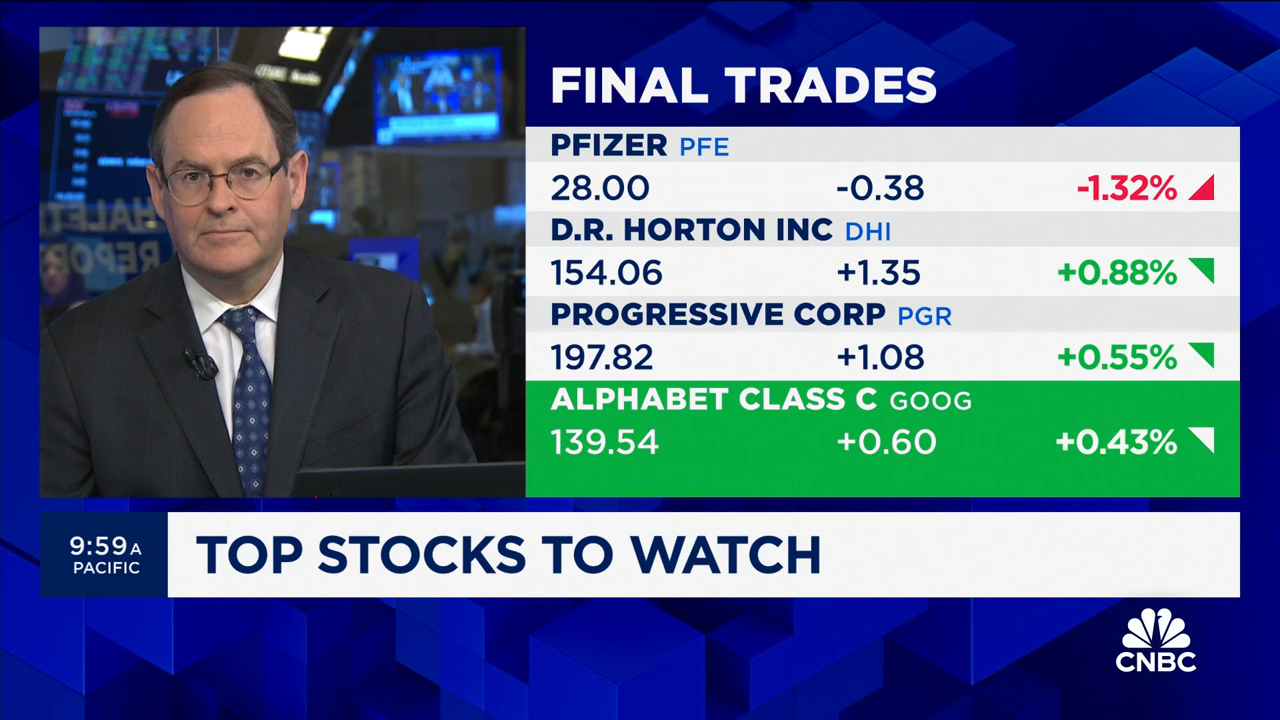 FINAL TRADES
PFIZER PFE
28.00 -0.38 -1.32%
D.R. HORTON INC DHI
154.06 +1.35 +0.88%
PROGRESSIVE CORP PGR
197.82 +1.08 +0.55%
ALPHABET CLASS C GOOG
139.54 +0.60 +0.43%
9:59 A
PACIFIC
TOP STOCKS TO WATCH
CNBC